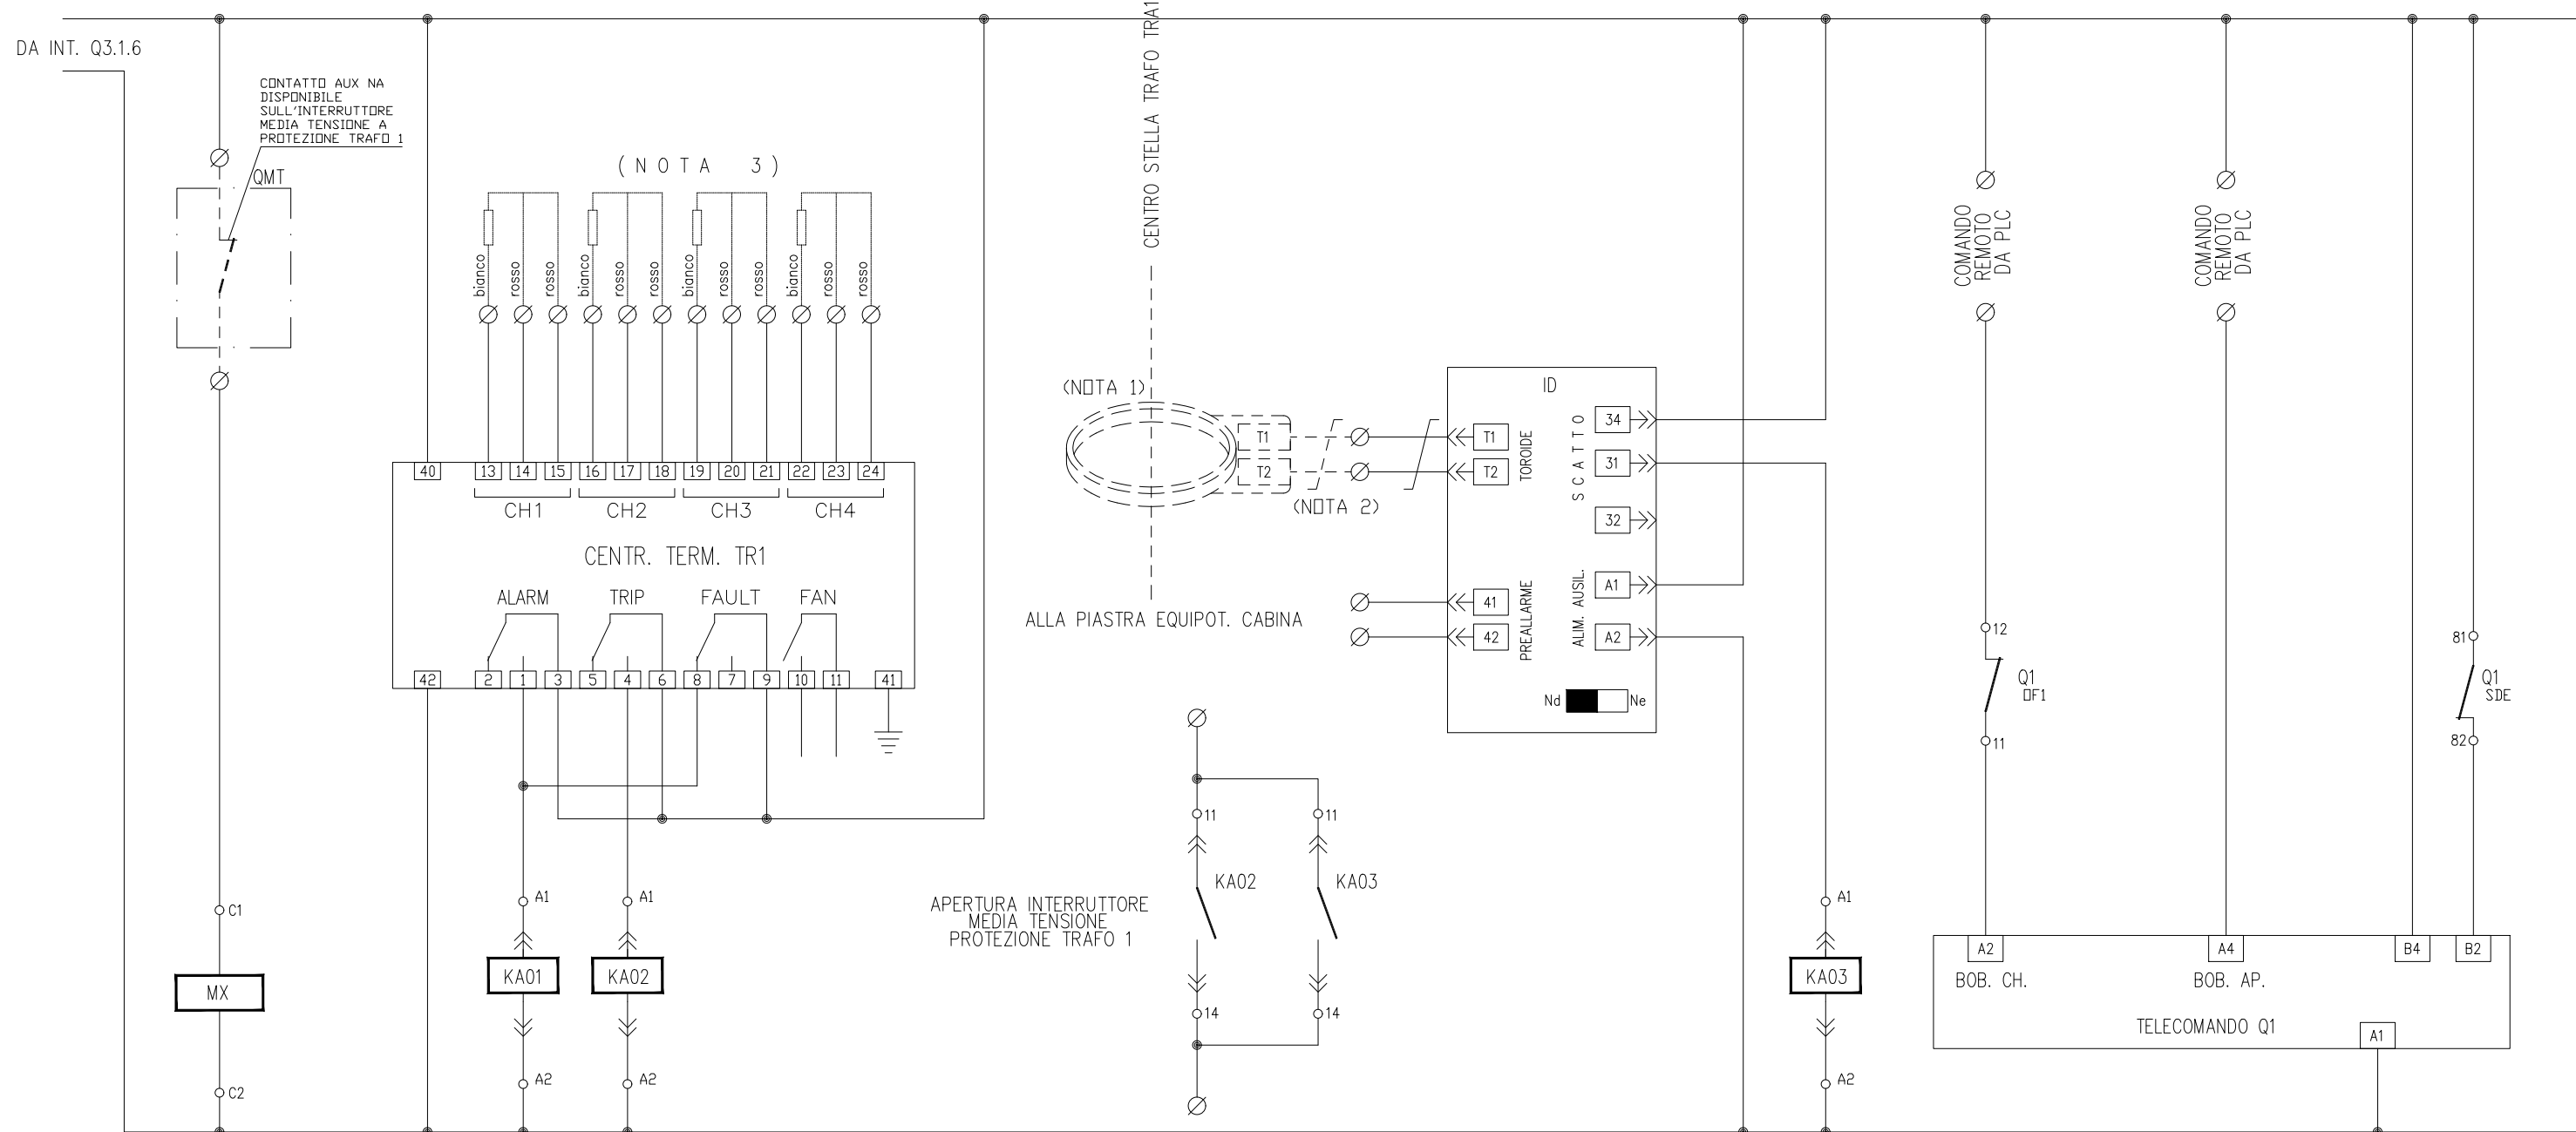 DA INT. Q3.1.6
CONTATTO AUX NA
DISPONIBILE
SULL'INTERRUTTORE
MEDIA TENSIONE A
PROTEZIONE TRAFO 1
QMT
C1
MX
C2
(NOTA 3)
bianco
rosso
rosso
bianco
rosso
rosso
bianco
rosso
rosso
bianco
rosso
rosso
40 13 14 15 16 17 18 19 20 21 22 23 24
CH1 CH2 CH3 CH4
CENTR. TERM. TR1
ALARM TRIP FAULT FAN
42 2 1 3 5 4 6 8 7 9 10 11 41
A1 A1
KA01 KA02
A2 A2
CENTRO STELLA TRAFO TRA1
(NOTA 1)
T1
T2
(NOTA 2)
ALLA PIASTRA EQUIPOT. CABINA
ID
T1
T2
TOROIDE
SCATTO
34
31
32
41
42
PREALLARME
ALIM. AUSIL.
A1
A2
Nd Ne
11 11
KA02 KA03
APERTURA INTERRUTTORE
MEDIA TENSIONE
PROTEZIONE TRAFO 1
14 14
A1
KA03
A2
COMANDO
REMOTO
DA PLC
COMANDO
REMOTO
DA PLC
12
Q1
OF1
11
81
Q1
SDE
82
A2 A4 B4 B2
BOB. CH. BOB. AP.
TELECOMANDO Q1
A1